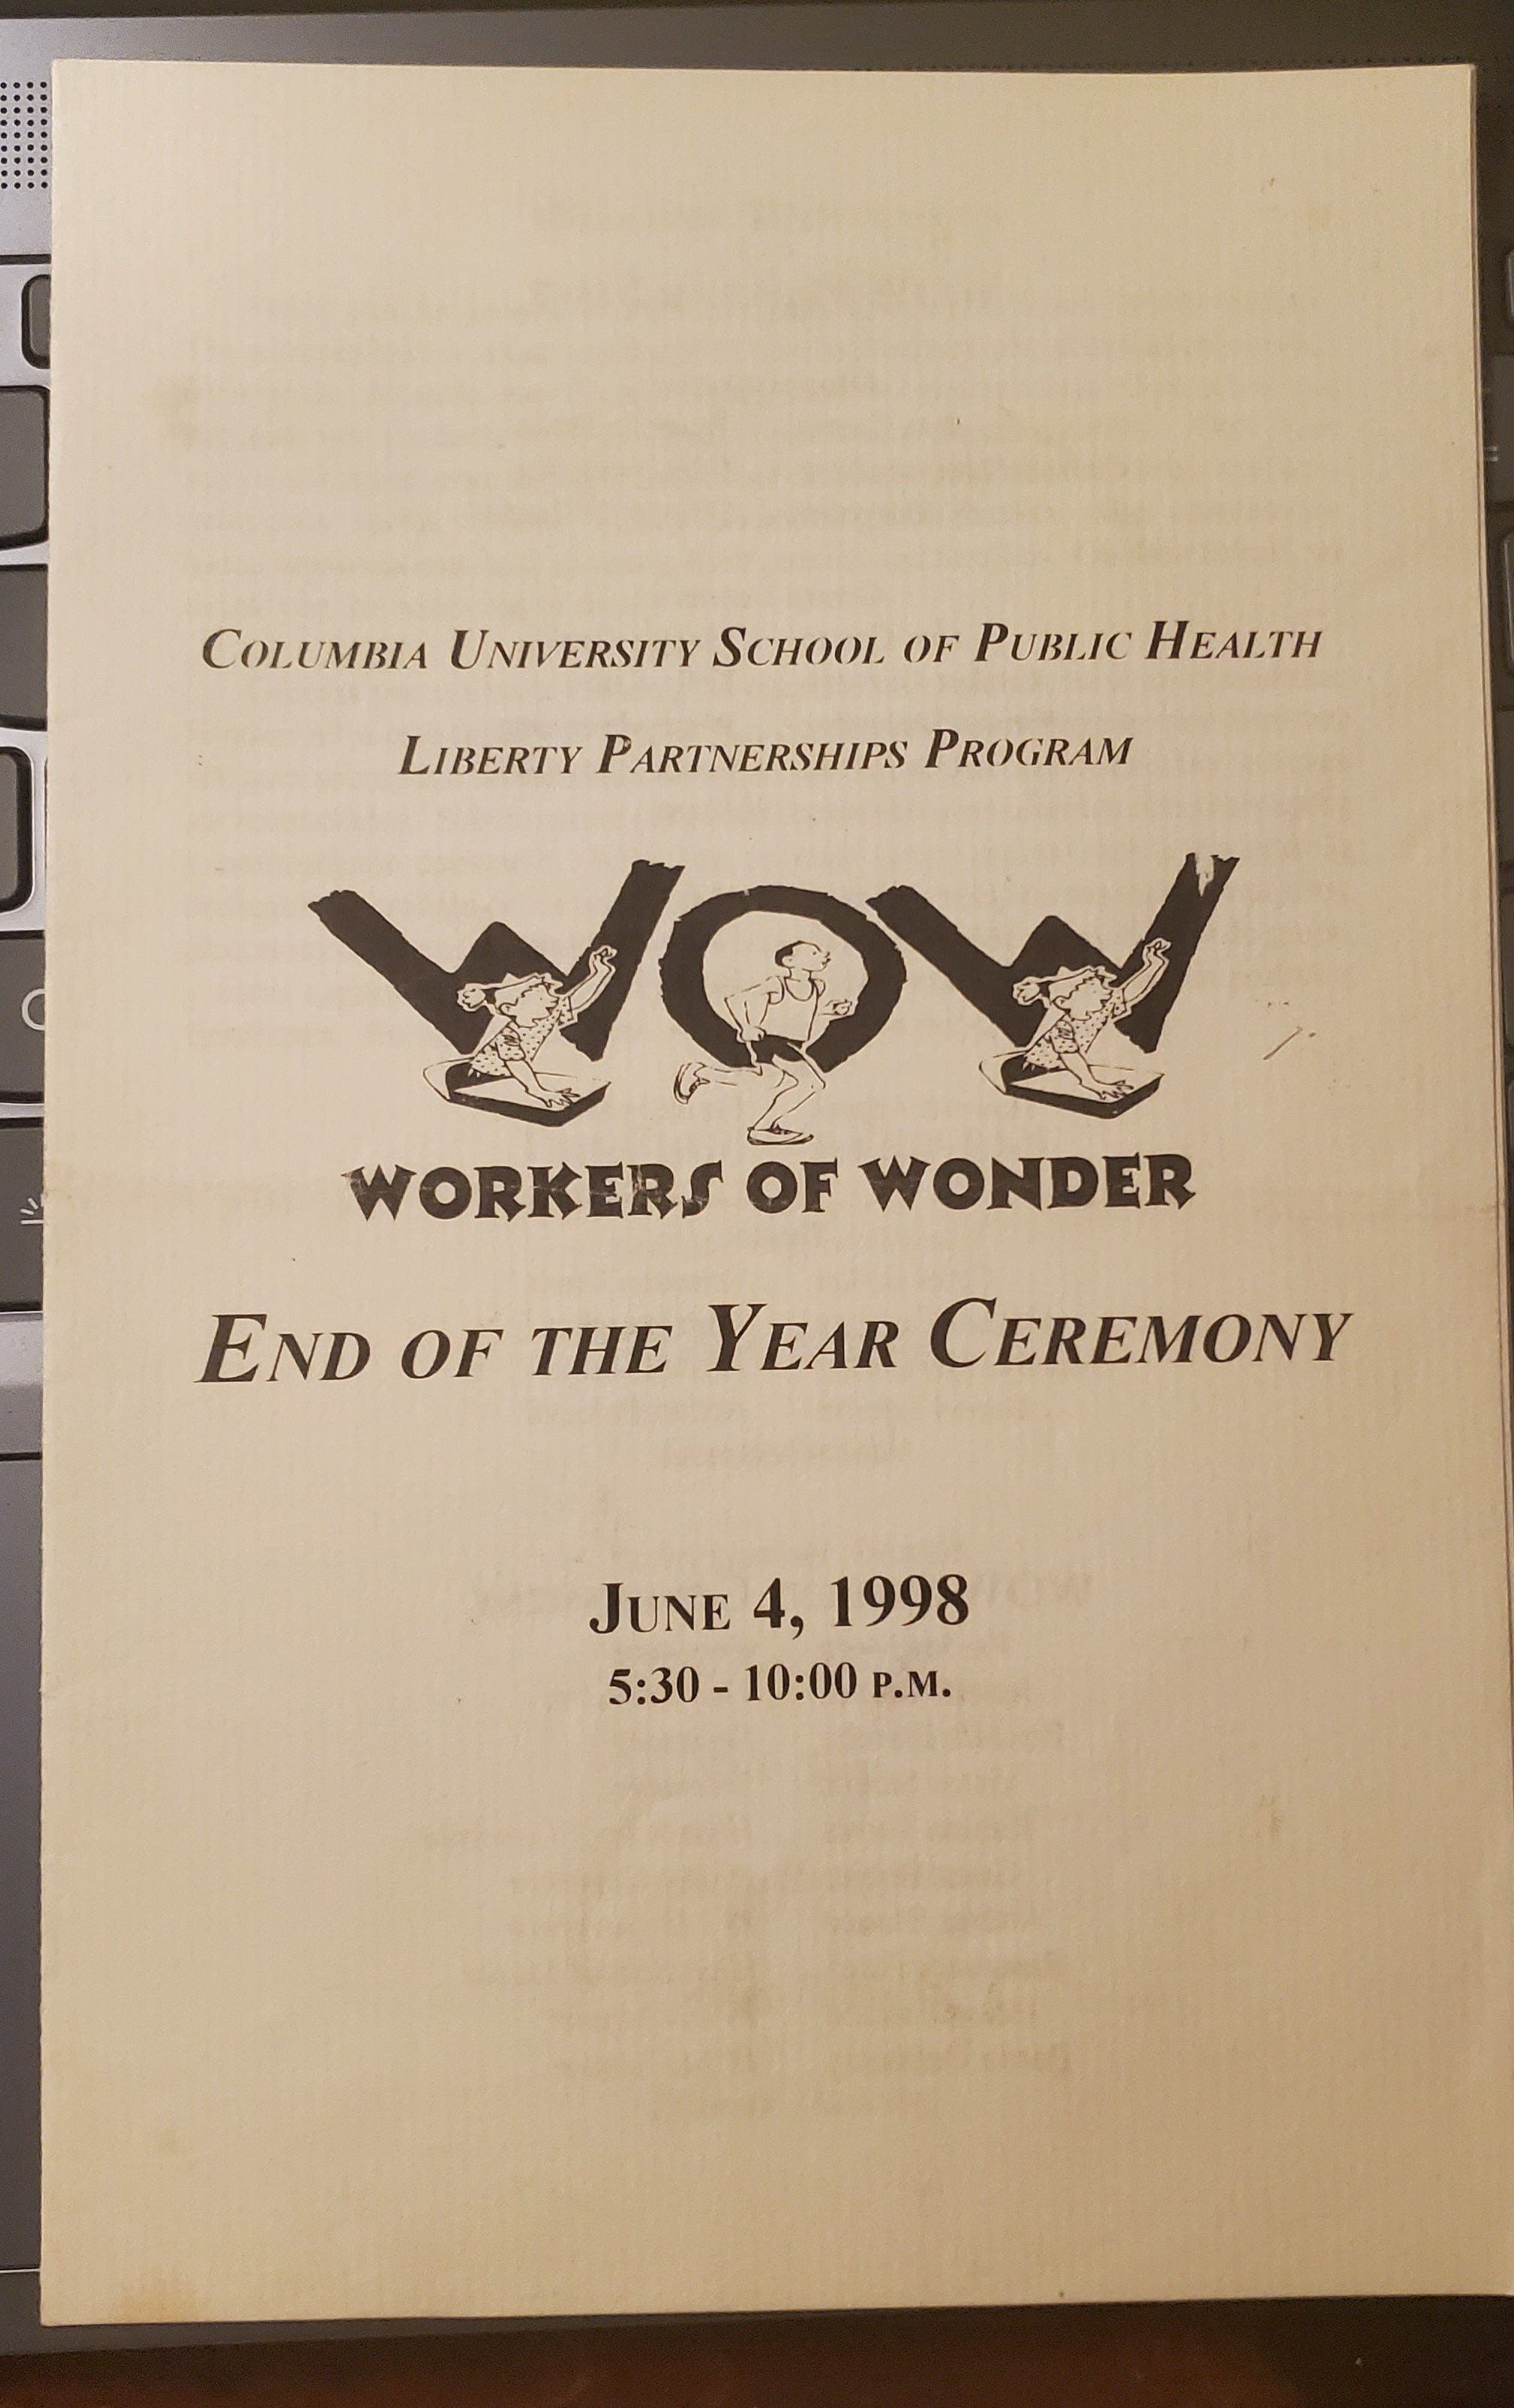 COLUMBIA UNIVERSITY SCHOOL OF PUBLIC HEALTH
LIBERTY PARTNERSHIPS PROGRAM
WOW
WORKERS OF WONDER
END OF THE YEAR CEREMONY
JUNE 4, 1998
5:30 - 10:00 P.M.